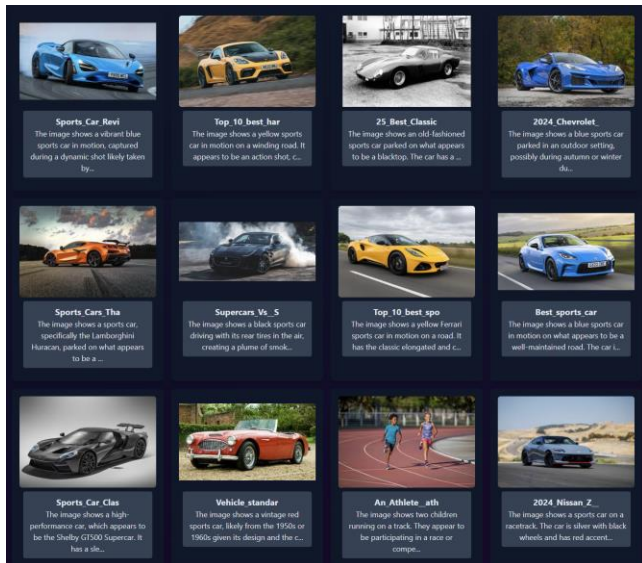 Sports_Car_Revi
The image shows a vibrant blue
sports car in motion, captured
during a dynamic shot likely taken
by...
Top_10_best_har
The image shows a yellow sports
car in motion on a winding road. It
appears to be an action shot, c...
25_Best_Classic
The image shows an old-fashioned
sports car parked on what appears
to be a blacktop. The car has a ...
2024_Chevrolet_
The image shows a blue sports car
parked in an outdoor setting,
possibly during autumn or winter
du...
Sports_Cars_Tha
The image shows a sports car,
specifically the Lamborghini
Huracan, parked on what appears
to be a ...
Supercars_Vs__S
The image shows a black sports car
driving with its rear tires in the air,
creating a plume of smok...
Top_10_best_spo
The image shows a yellow Ferrari
sports car in motion on a road. It
has the classic elongated and c...
Best_sports_car
The image shows a blue sports car
in motion on what appears to be a
well-maintained road. The car i...
Sports_Car_Clas
The image shows a high-
performance car, which appears to
be the Shelby GT500 Supercar. It
has a sle...
Vehicle_standar
The image shows a vintage red
sports car, likely from the 1950s or
1960s given its design and the c...
An_Athlete__ath
The image shows two children
running on a track. They appear to
be participating in a race or
compe...
2024_Nissan_Z__
The image shows a sports car on a
racetrack. The car is silver with black
wheels and has red accent...